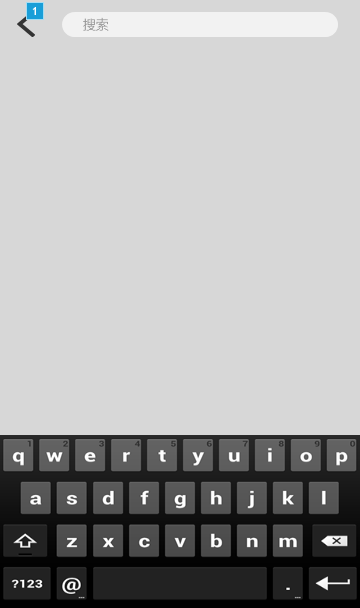 1
搜索
1 2 3 4 5 6 7 8 9 0
q w e r t y u i o p
a s d f g h j k l
z x c v b n m
?123 @ .